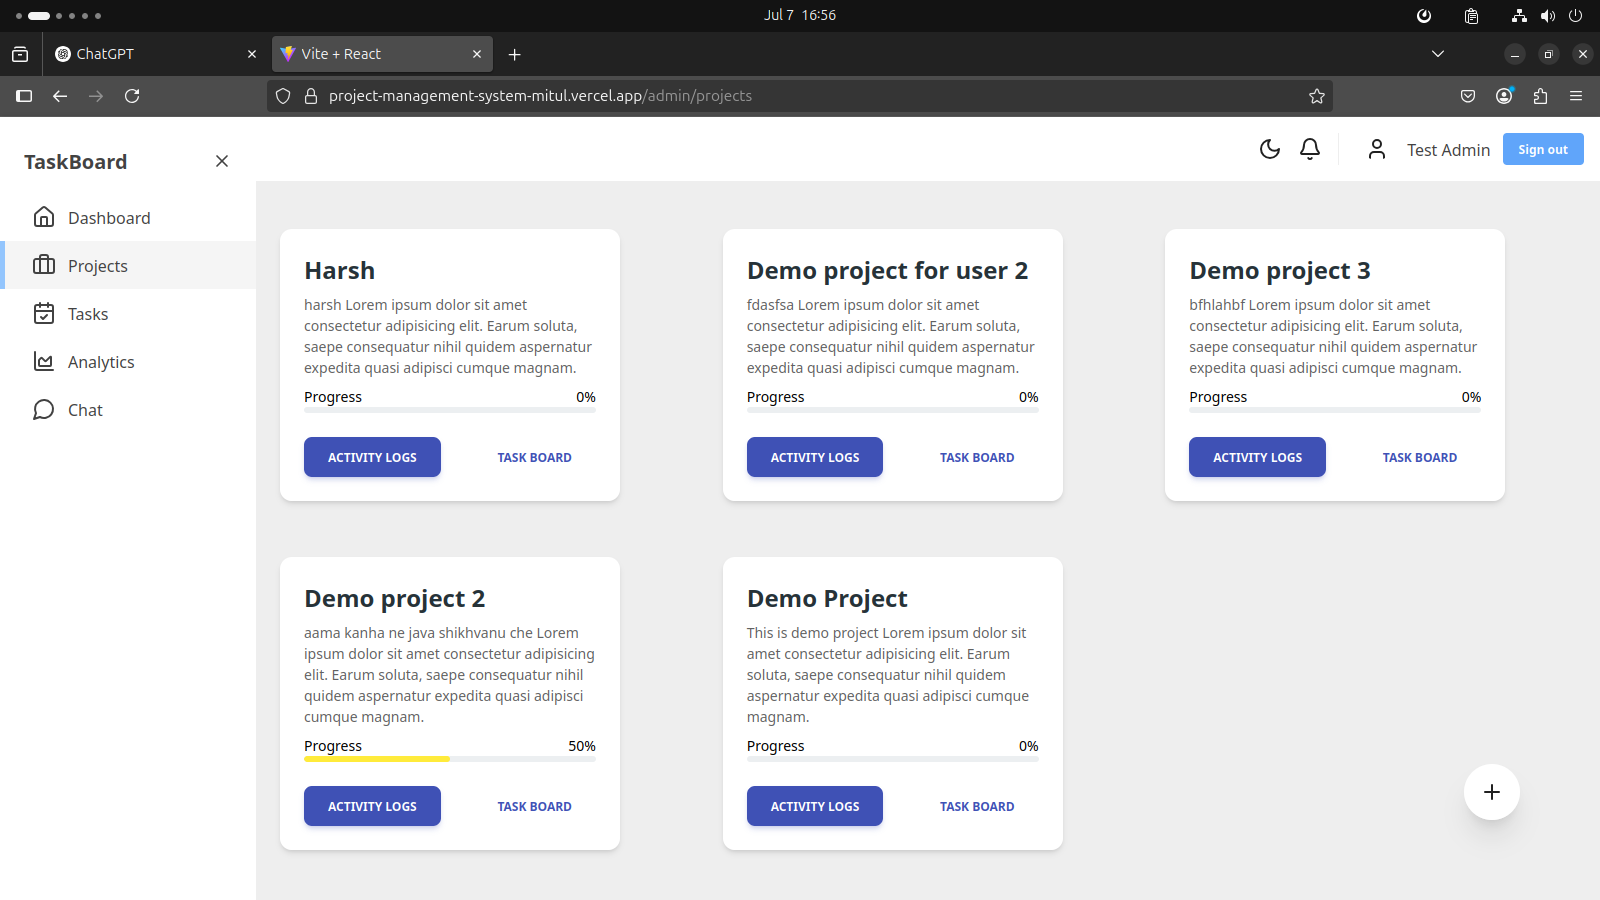 Jul 7 16:56
ChatGPT
Vite + React
project-management-system-mitul.vercel.app/admin/projects
TaskBoard
Test Admin
Sign out
Dashboard
Projects
Tasks
Analytics
Chat
Harsh
harsh Lorem ipsum dolor sit amet
consectetur adipisicing elit. Earum soluta,
saepe consequatur nihil quidem aspernatur
expedita quasi adipisci cumque magnam.
Progress 0%
ACTIVITY LOGS
TASK BOARD
Demo project for user 2
fdasfsa Lorem ipsum dolor sit amet
consectetur adipisicing elit. Earum soluta,
saepe consequatur nihil quidem aspernatur
expedita quasi adipisci cumque magnam.
Progress 0%
ACTIVITY LOGS
TASK BOARD
Demo project 3
bfhlahbf Lorem ipsum dolor sit amet
consectetur adipisicing elit. Earum soluta,
saepe consequatur nihil quidem aspernatur
expedita quasi adipisci cumque magnam.
Progress 0%
ACTIVITY LOGS
TASK BOARD
Demo project 2
aama kanha ne java shikhvanu che Lorem
ipsum dolor sit amet consectetur adipisicing
elit. Earum soluta, saepe consequatur nihil
quidem aspernatur expedita quasi adipisci
cumque magnam.
Progress 50%
ACTIVITY LOGS
TASK BOARD
Demo Project
This is demo project Lorem ipsum dolor sit
amet consectetur adipisicing elit. Earum
soluta, saepe consequatur nihil quidem
aspernatur expedita quasi adipisci cumque
magnam.
Progress 0%
ACTIVITY LOGS
TASK BOARD